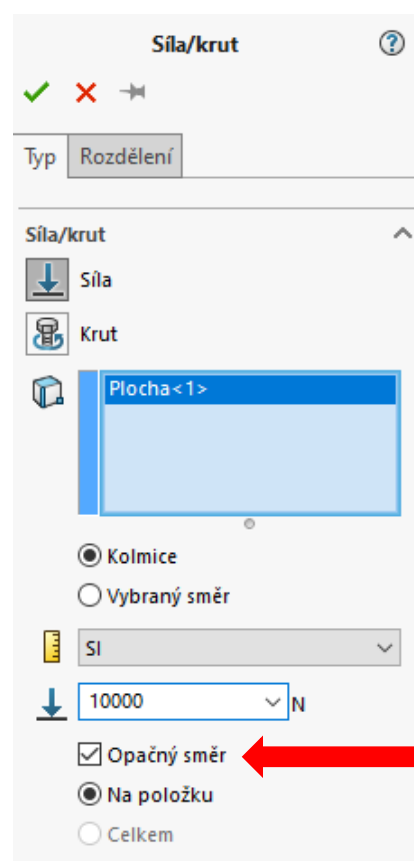 Síla/krut
Typ Rozdělení
Síla/krut
Síla
Krut
Plocha<1>
Kolmice
Vybraný směr
SI
10000 N
Opačný směr
Na položku
Celkem